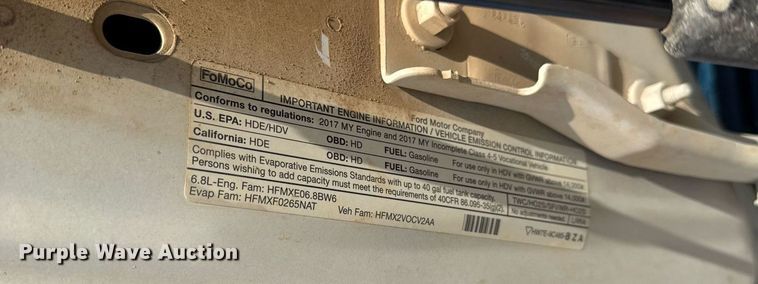 FoMoCo
IMPORTANT ENGINE INFORMATION / VEHICLE EMISSION CONTROL INFORMATION
Ford Motor Company
Conforms to regulations: 2017 MY Engine and 2017 MY Incomplete Class 4-5 Vocational Vehicle
U.S. EPA: HDE/HDV OBD: HD FUEL: Gasoline For use only in HDV with GVWR above 14,000#
California: HDE OBD: HD FUEL: Gasoline For use only in HDV with GVWR above 14,000#
Complies with Evaporative Emissions Standards with up to 40 gal fuel tank capacity.
Persons wishing to add capacity must meet the requirements of 40CFR 86.095-35(g)(2).
No adjustments needed.
6.8L-Eng. Fam: HFMXE06.8BW6
Evap Fam: HFMXF0265NAT Veh Fam: HFMX2VOCV2AA
Purple Wave Auction